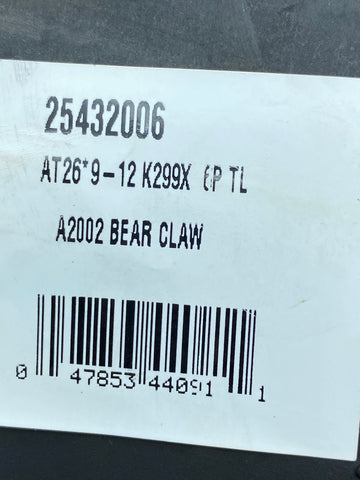 25432006
AT26*9-12 K299X 6P TL
A2002 BEAR CLAW
0 47853 44091 1